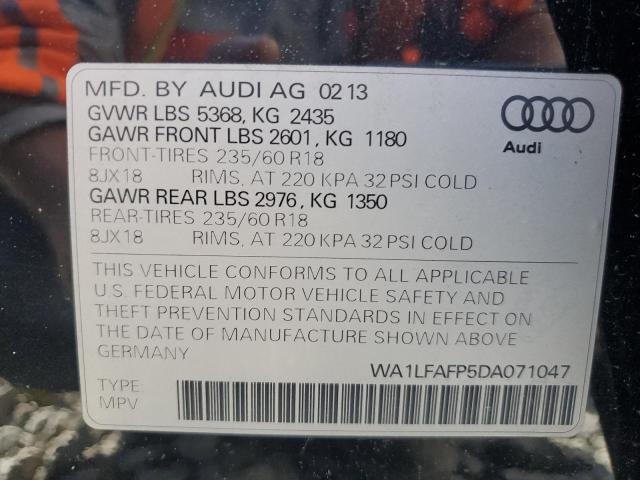 MFD. BY AUDI AG 02 13
GVWR LBS 5368, KG 2435
GAWR FRONT LBS 2601, KG 1180
FRONT-TIRES 235/60 R18
8JX18 RIMS, AT 220 KPA 32 PSI COLD
GAWR REAR LBS 2976, KG 1350
REAR-TIRES 235/60 R18
8JX18 RIMS, AT 220 KPA 32 PSI COLD
Audi
THIS VEHICLE CONFORMS TO ALL APPLICABLE
U.S. FEDERAL MOTOR VEHICLE SAFETY AND
THEFT PREVENTION STANDARDS IN EFFECT ON
THE DATE OF MANUFACTURE SHOWN ABOVE
GERMANY
WA1LFAFP5DA071047
TYPE:
MPV